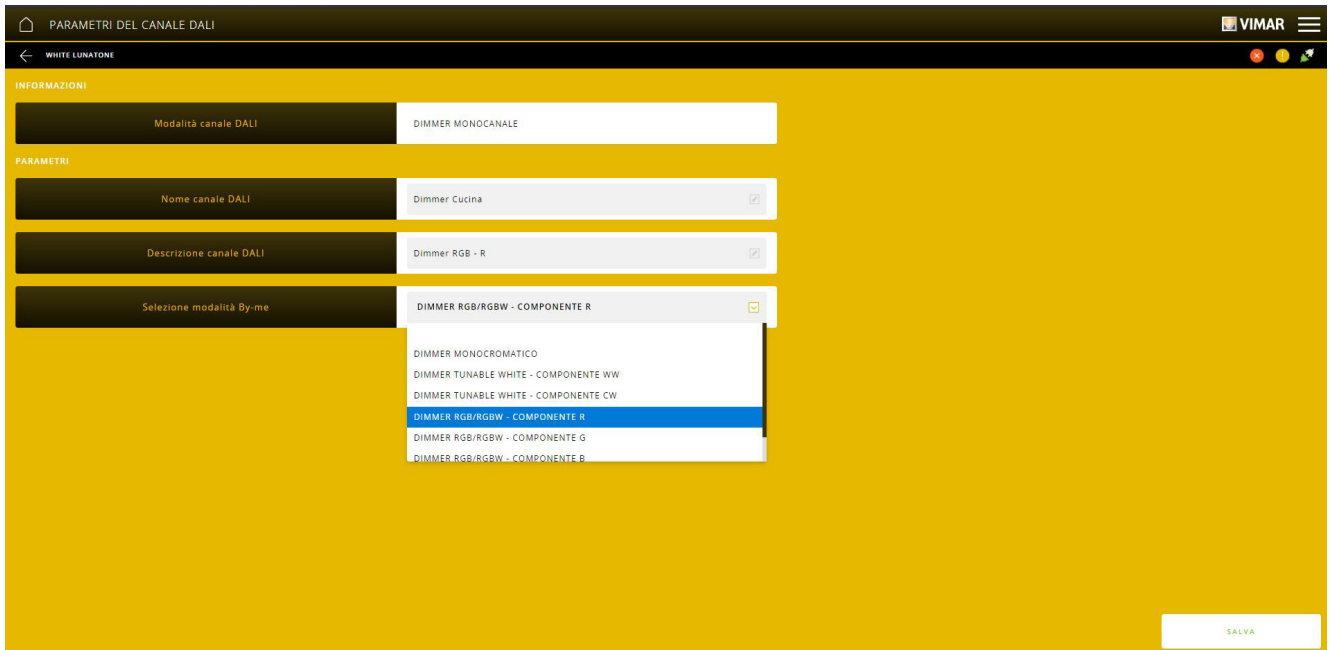 PARAMETRI DEL CANALE DALI
VIMAR
WHITE LUNATONE
INFORMAZIONI
Modalità canale DALI
DIMMER MONOCANALE
PARAMETRI
Nome canale DALI
Dimmer Cucina
Descrizione canale DALI
Dimmer RGB - R
Selezione modalità By-me
DIMMER RGB/RGBW - COMPONENTE R
DIMMER MONOCROMATICO
DIMMER TUNABLE WHITE - COMPONENTE WW
DIMMER TUNABLE WHITE - COMPONENTE CW
DIMMER RGB/RGBW - COMPONENTE R
DIMMER RGB/RGBW - COMPONENTE G
DIMMER RGB/RGBW - COMPONENTE B
SALVA